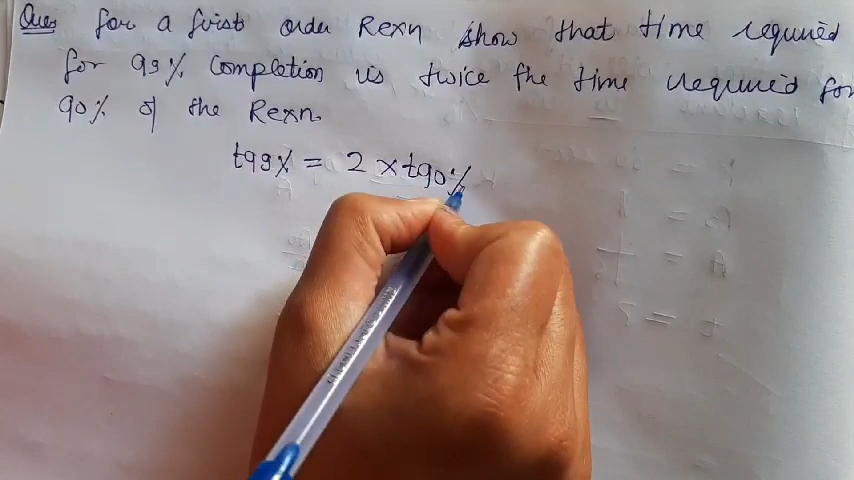 Ques for a first order Rexn show that time required
for 99% Completion is twice the time required for
90% of the Rexn.
t99% = 2 × t90%